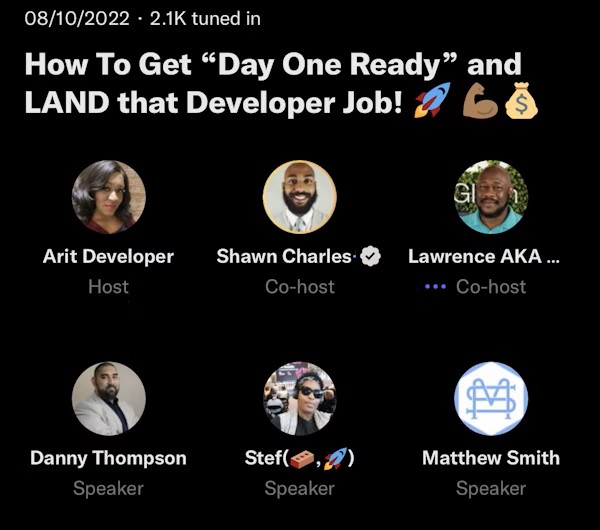 08/10/2022 · 2.1K tuned in
How To Get “Day One Ready” and
LAND that Developer Job! 🚀 💪🏽💰
Arit Developer
Shawn Charles
Lawrence AKA ...
Host
Co-host
Co-host
Danny Thompson
Stef(🧱,🚀)
Matthew Smith
Speaker
Speaker
Speaker